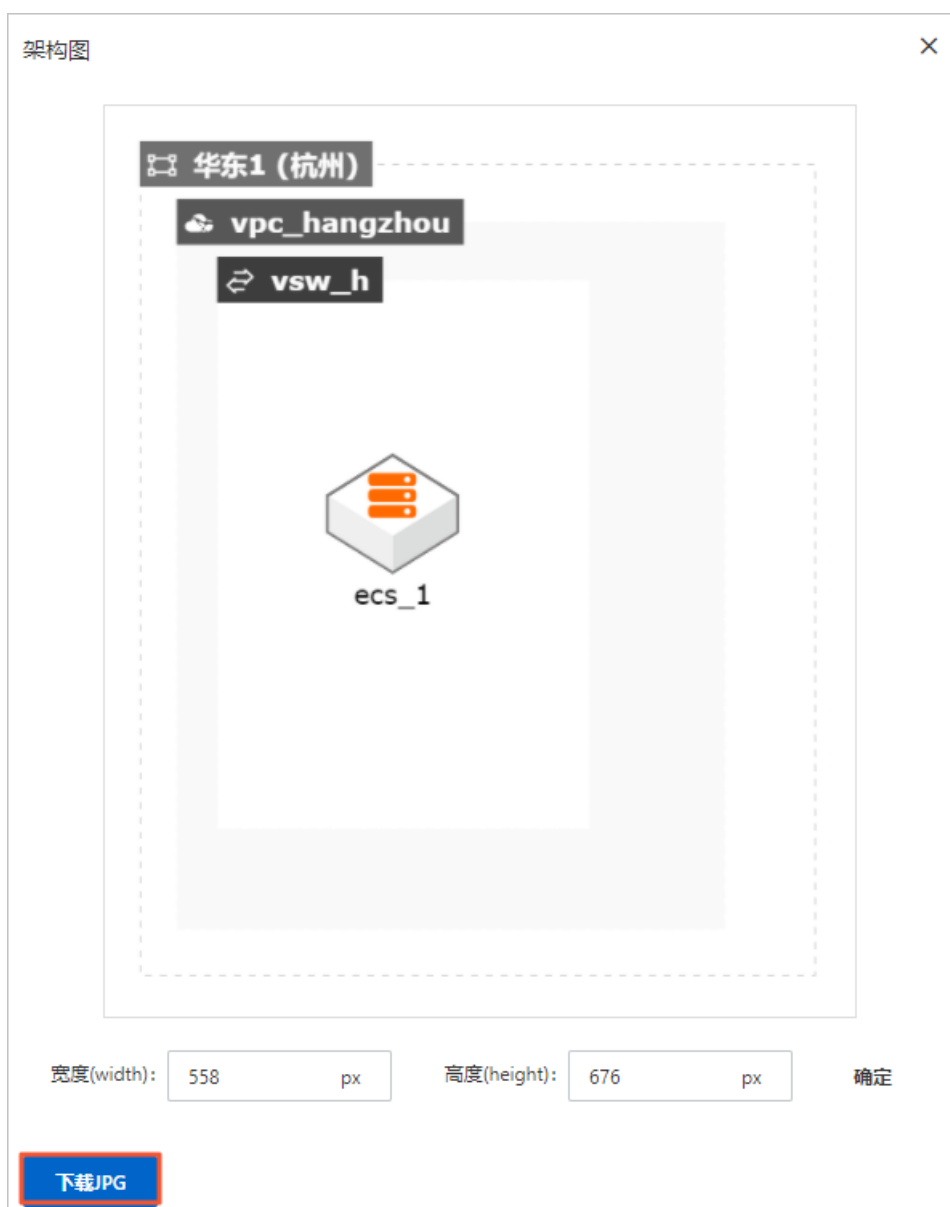 架构图
华东1 (杭州)
vpc_hangzhou
vsw_h
ecs_1
宽度(width): 558 px 高度(height): 676 px 确定
下载JPG